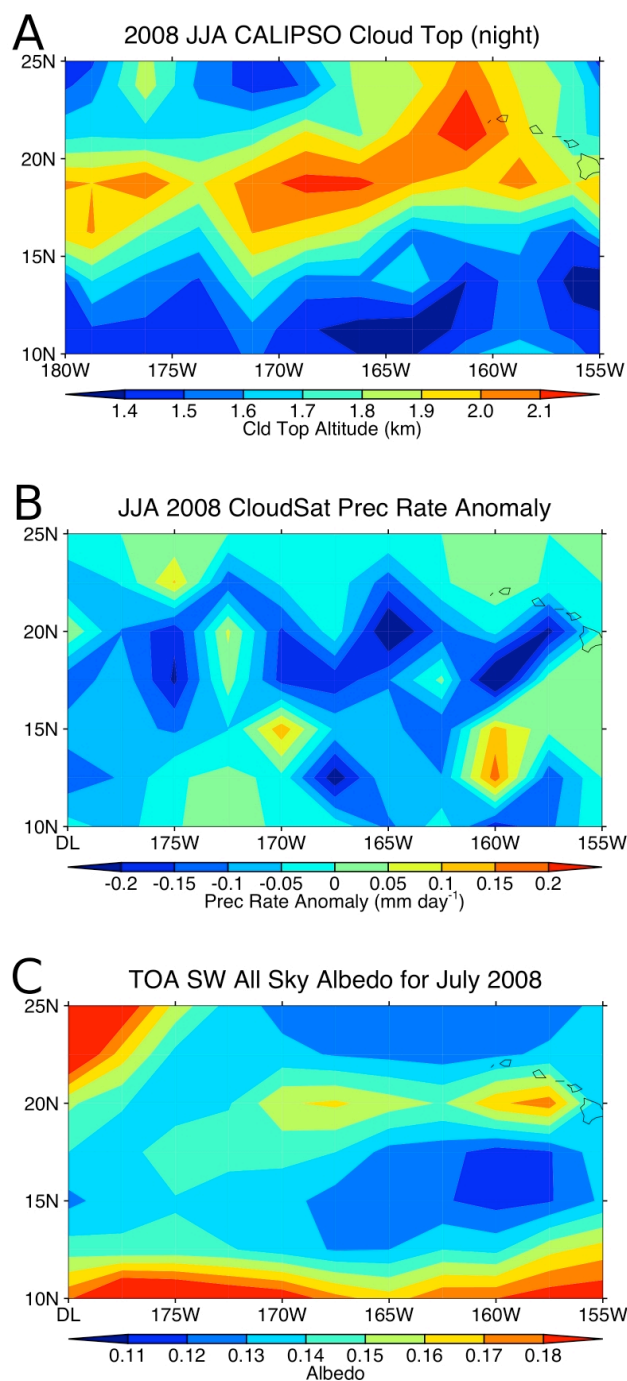 A
2008 JJA CALIPSO Cloud Top (night)
25N
20N
15N
10N
180W 175W 170W 165W 160W 155W
1.4 1.5 1.6 1.7 1.8 1.9 2.0 2.1
Cld Top Altitude (km)
B
JJA 2008 CloudSat Prec Rate Anomaly
25N
20N
15N
10N
DL 175W 170W 165W 160W 155W
-0.2 -0.15 -0.1 -0.05 0 0.05 0.1 0.15 0.2
Prec Rate Anomaly (mm day⁻¹)
C
TOA SW All Sky Albedo for July 2008
25N
20N
15N
10N
DL 175W 170W 165W 160W 155W
0.11 0.12 0.13 0.14 0.15 0.16 0.17 0.18
Albedo